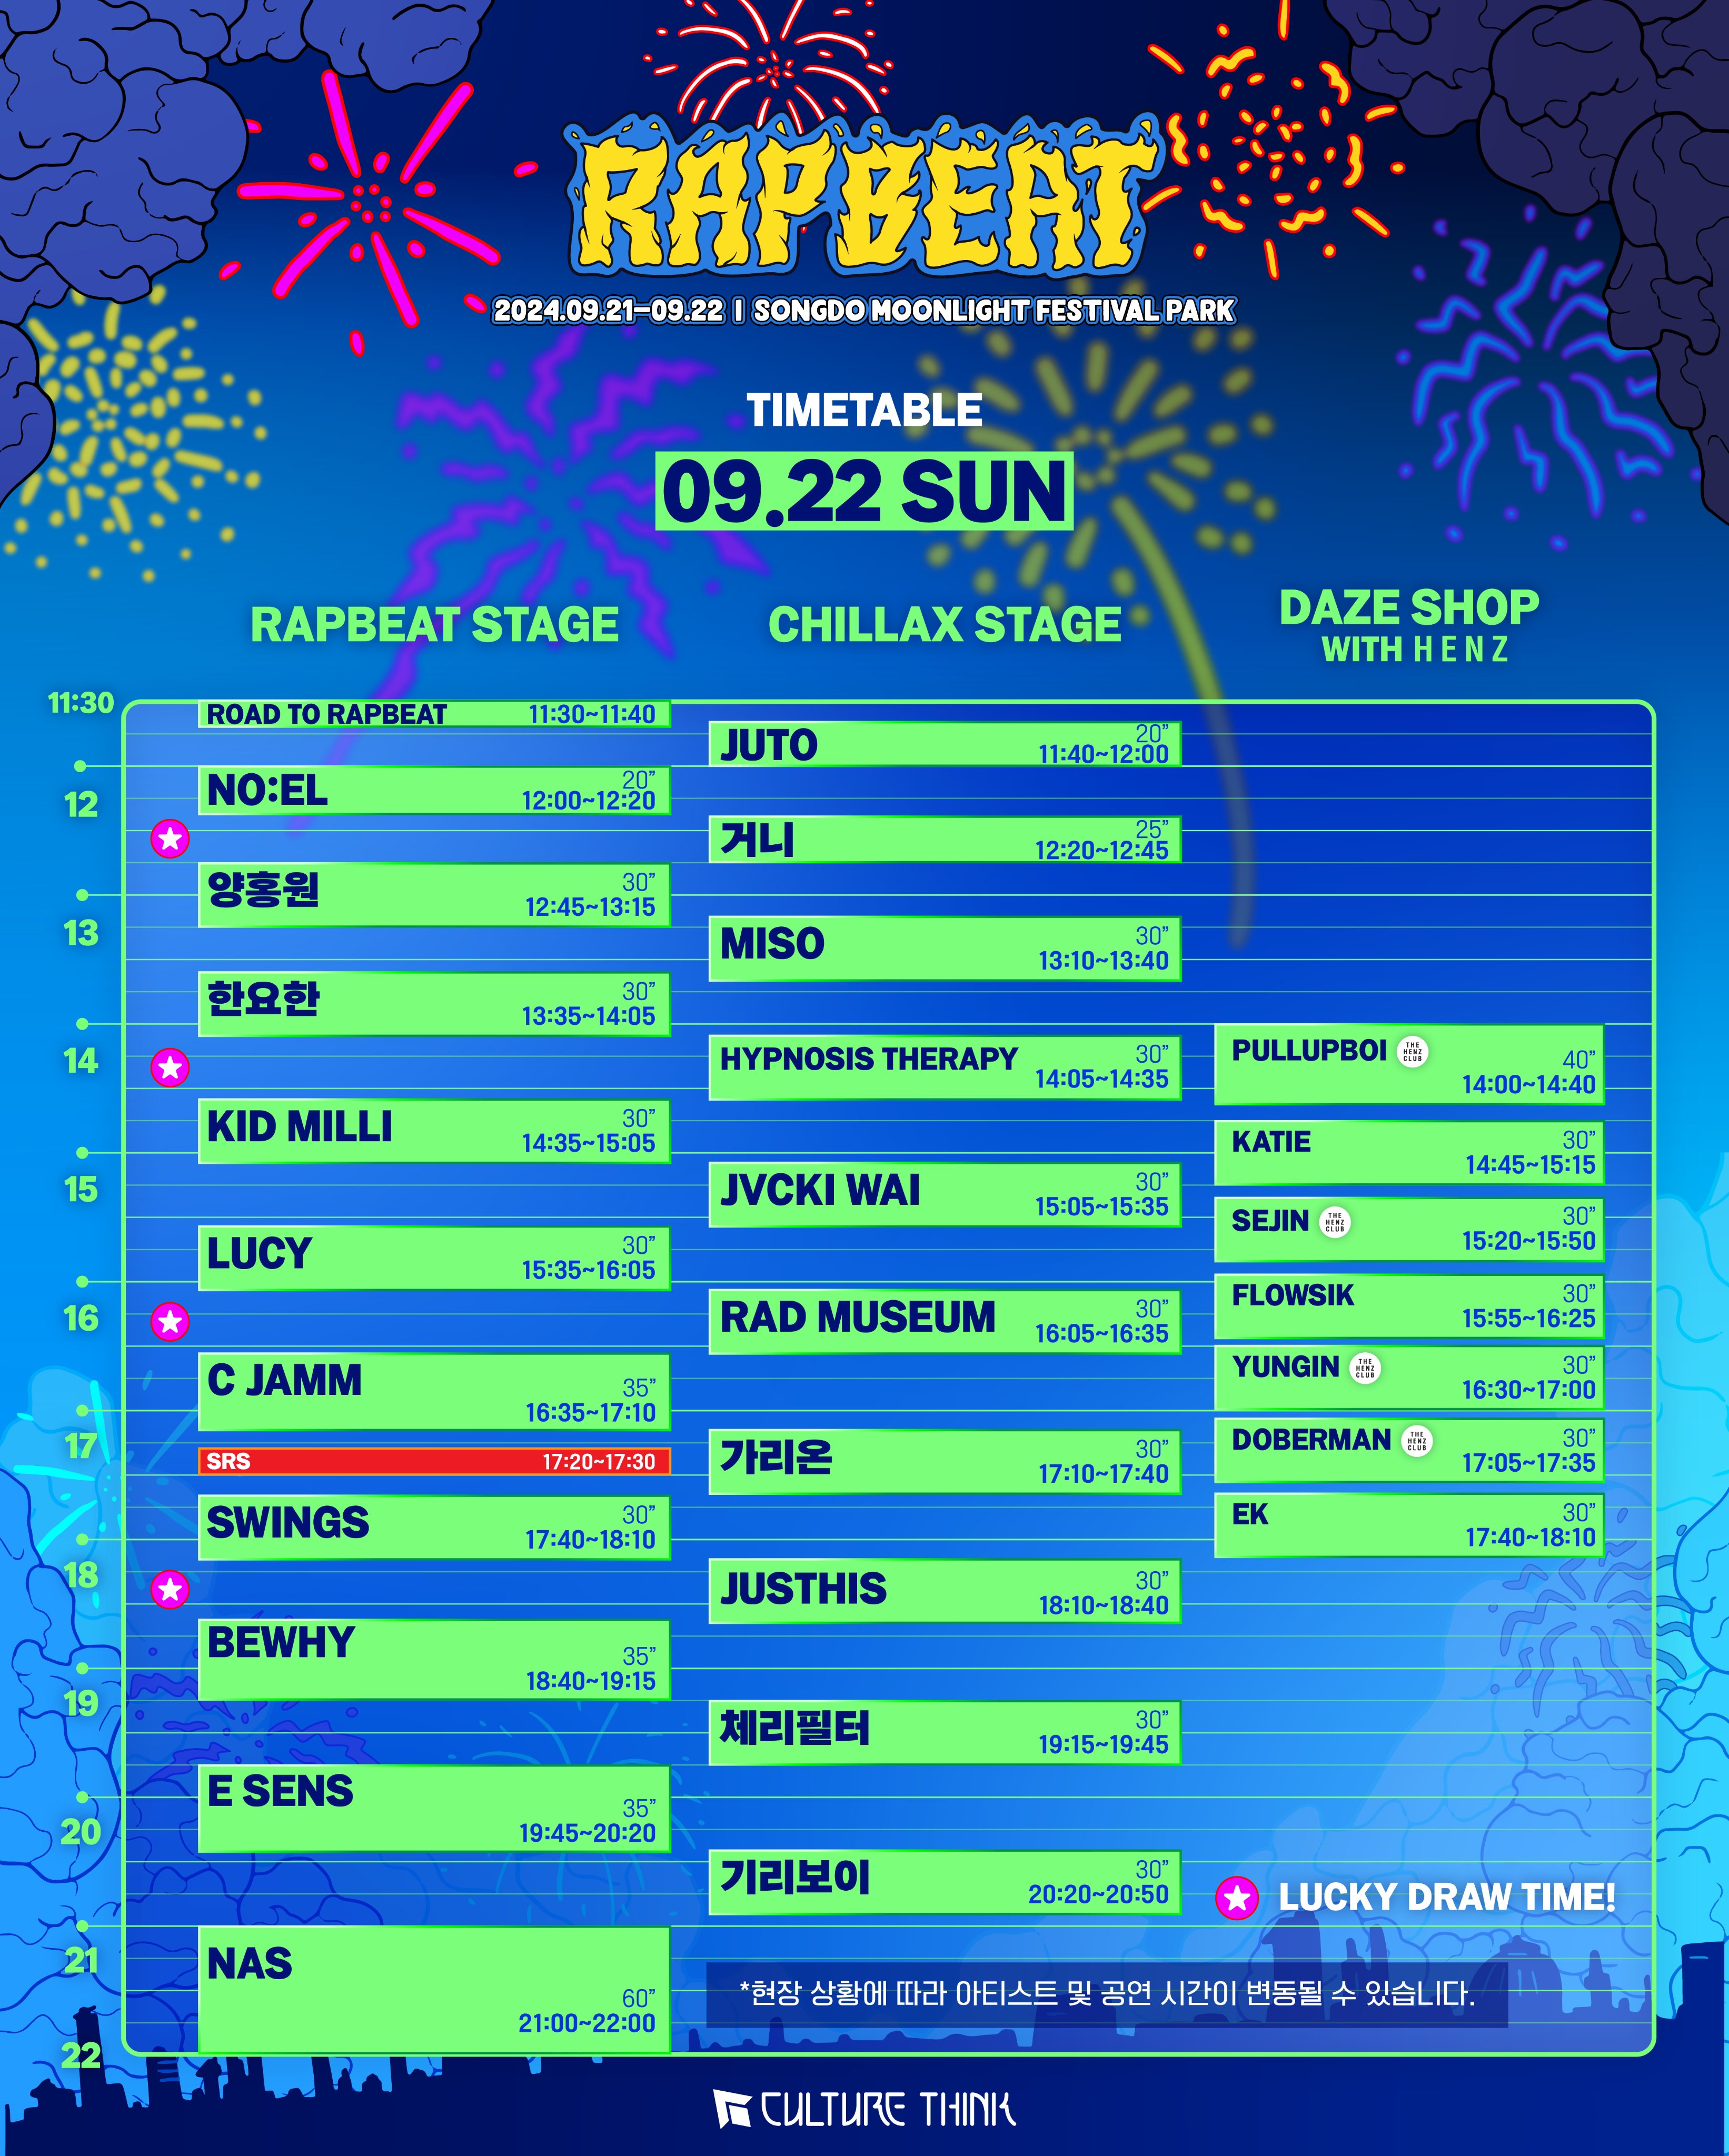 RAPBEAT
2024.09.21–09.22 | SONGDO MOONLIGHT FESTIVAL PARK
TIMETABLE
09.22 SUN
RAPBEAT STAGE
CHILLAX STAGE
DAZE SHOP
WITH HENZ
11:30
12
13
14
15
16
17
18
19
20
21
22
ROAD TO RAPBEAT 11:30~11:40
NO:EL 20”
12:00~12:20
양홍원 30”
12:45~13:15
한요한 30”
13:35~14:05
KID MILLI 30”
14:35~15:05
LUCY 30”
15:35~16:05
C JAMM 35”
16:35~17:10
SRS 17:20~17:30
SWINGS 30”
17:40~18:10
BEWHY 35”
18:40~19:15
E SENS 35”
19:45~20:20
NAS 60”
21:00~22:00
JUTO 20”
11:40~12:00
거니 25”
12:20~12:45
MISO 30”
13:10~13:40
HYPNOSIS THERAPY 30”
14:05~14:35
JVCKI WAI 30”
15:05~15:35
RAD MUSEUM 30”
16:05~16:35
가리온 30”
17:10~17:40
JUSTHIS 30”
18:10~18:40
체리필터 30”
19:15~19:45
기리보이 30”
20:20~20:50
PULLUPBOI THE HENZ CLUB 40”
14:00~14:40
KATIE 30”
14:45~15:15
SEJIN THE HENZ CLUB 30”
15:20~15:50
FLOWSIK 30”
15:55~16:25
YUNGIN THE HENZ CLUB 30”
16:30~17:00
DOBERMAN THE HENZ CLUB 30”
17:05~17:35
EK 30”
17:40~18:10
LUCKY DRAW TIME!
*현장 상황에 따라 아티스트 및 공연 시간이 변동될 수 있습니다.
CULTURE THINK